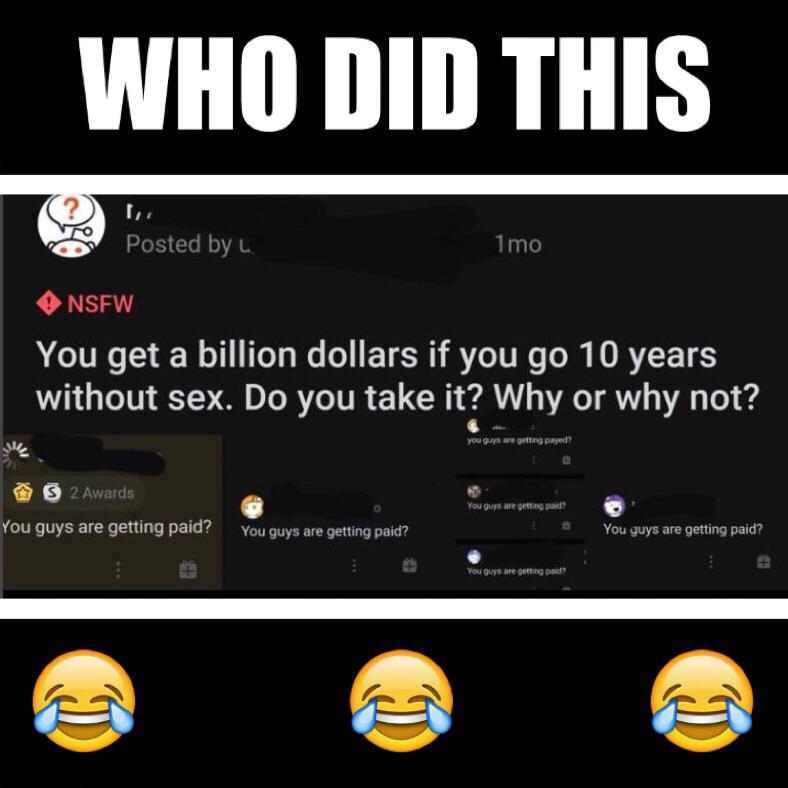 WHO DID THIS
Posted by u
1mo
NSFW
You get a billion dollars if you go 10 years
without sex. Do you take it? Why or why not?
2 Awards
You guys are getting paid?
You guys are getting paid?
you guys are getting payed?
You guys are getting paid?
You guys are getting paid?
You guys are getting paid?